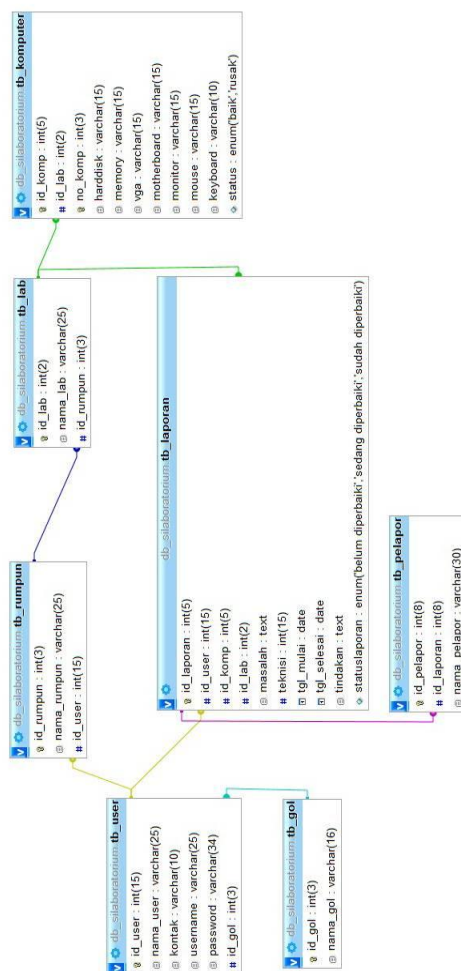 db_silaboratorium.tb_user
id_user : int(15)
nama_user : varchar(25)
kontak : varchar(10)
username : varchar(25)
password : varchar(34)
id_gol : int(3)
db_silaboratorium.tb_gol
id_gol : int(3)
nama_gol : varchar(16)
db_silaboratorium.tb_rumpun
id_rumpun : int(3)
nama_rumpun : varchar(25)
id_user : int(15)
db_silaboratorium.tb_laporan
id_laporan : int(5)
id_user : int(15)
id_komp : int(5)
id_lab : int(2)
masalah : text
teknisi : int(15)
tgl_mulai : date
tgl_selesai : date
tindakan : text
statuslaporan : enum('belum diperbaiki','sedang diperbaiki','sudah diperbaiki')
db_silaboratorium.tb_pelapor
id_pelapor : int(8)
id_laporan : int(8)
nama_pelapor : varchar(30)
db_silaboratorium.tb_lab
id_lab : int(2)
nama_lab : varchar(25)
id_rumpun : int(3)
db_silaboratorium.tb_komputer
id_komp : int(5)
id_lab : int(2)
no_komp : int(3)
harddisk : varchar(15)
memory : varchar(15)
vga : varchar(15)
motherboard : varchar(15)
monitor : varchar(15)
mouse : varchar(15)
keyboard : varchar(10)
status : enum('baik','rusak')